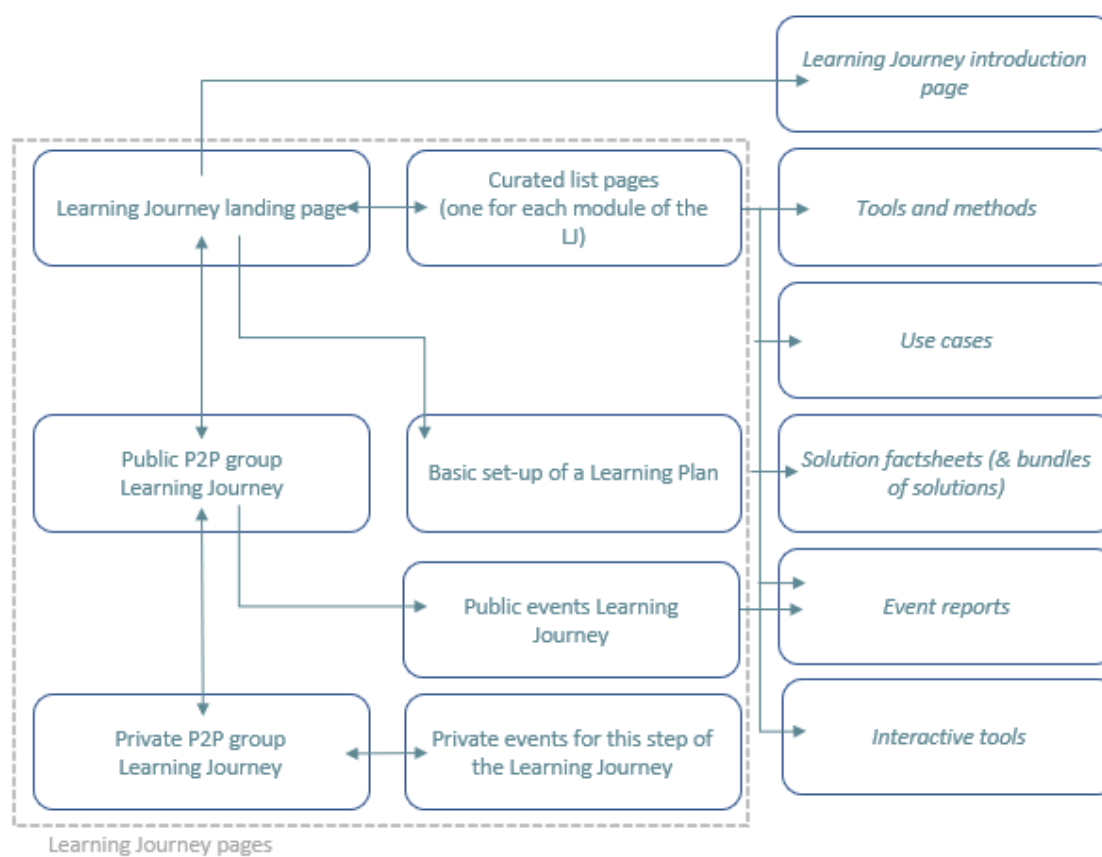 Learning Journey introduction
page
Learning Journey landing page
Curated list pages
(one for each module of the
LJ)
Tools and methods
Use cases
Public P2P group
Learning Journey
Basic set-up of a Learning Plan
Solution factsheets (& bundles
of solutions)
Public events Learning
Journey
Event reports
Private P2P group
Learning Journey
Private events for this step of
the Learning Journey
Interactive tools
Learning Journey pages